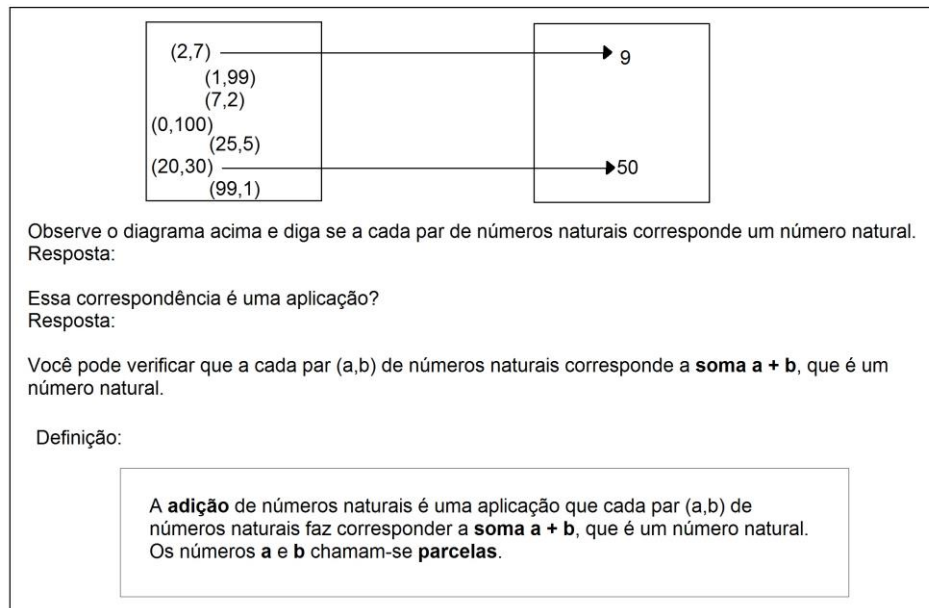 (2,7)
9
(1,99)
(7,2)
(0,100)
(25,5)
(20,30)
50
(99,1)
Observe o diagrama acima e diga se a cada par de números naturais corresponde um número natural.
Resposta:
Essa correspondência é uma aplicação?
Resposta:
Você pode verificar que a cada par (a,b) de números naturais corresponde a soma a + b, que é um
número natural.
Definição:
A adição de números naturais é uma aplicação que cada par (a,b) de
números naturais faz corresponder a soma a + b, que é um número natural.
Os números a e b chamam-se parcelas.